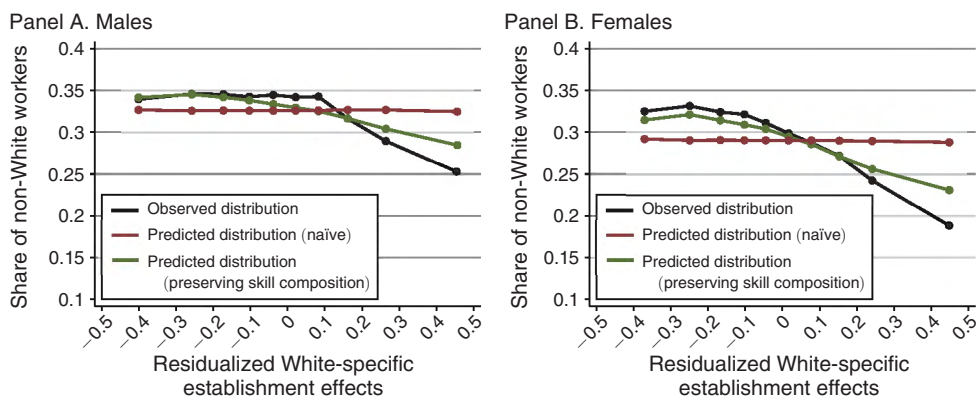 Panel A. Males
Share of non-White workers
0.4
0.35
0.3
0.25
0.2
0.15
0.1
Observed distribution
Predicted distribution (naïve)
Predicted distribution
(preserving skill composition)
−0.5
−0.4
−0.3
−0.2
−0.1
0
0.1
0.2
0.3
0.4
0.5
Residualized White-specific
establishment effects
Panel B. Females
Share of non-White workers
0.4
0.35
0.3
0.25
0.2
0.15
0.1
Observed distribution
Predicted distribution (naïve)
Predicted distribution
(preserving skill composition)
−0.5
−0.4
−0.3
−0.2
−0.1
0
0.1
0.2
0.3
0.4
0.5
Residualized White-specific
establishment effects